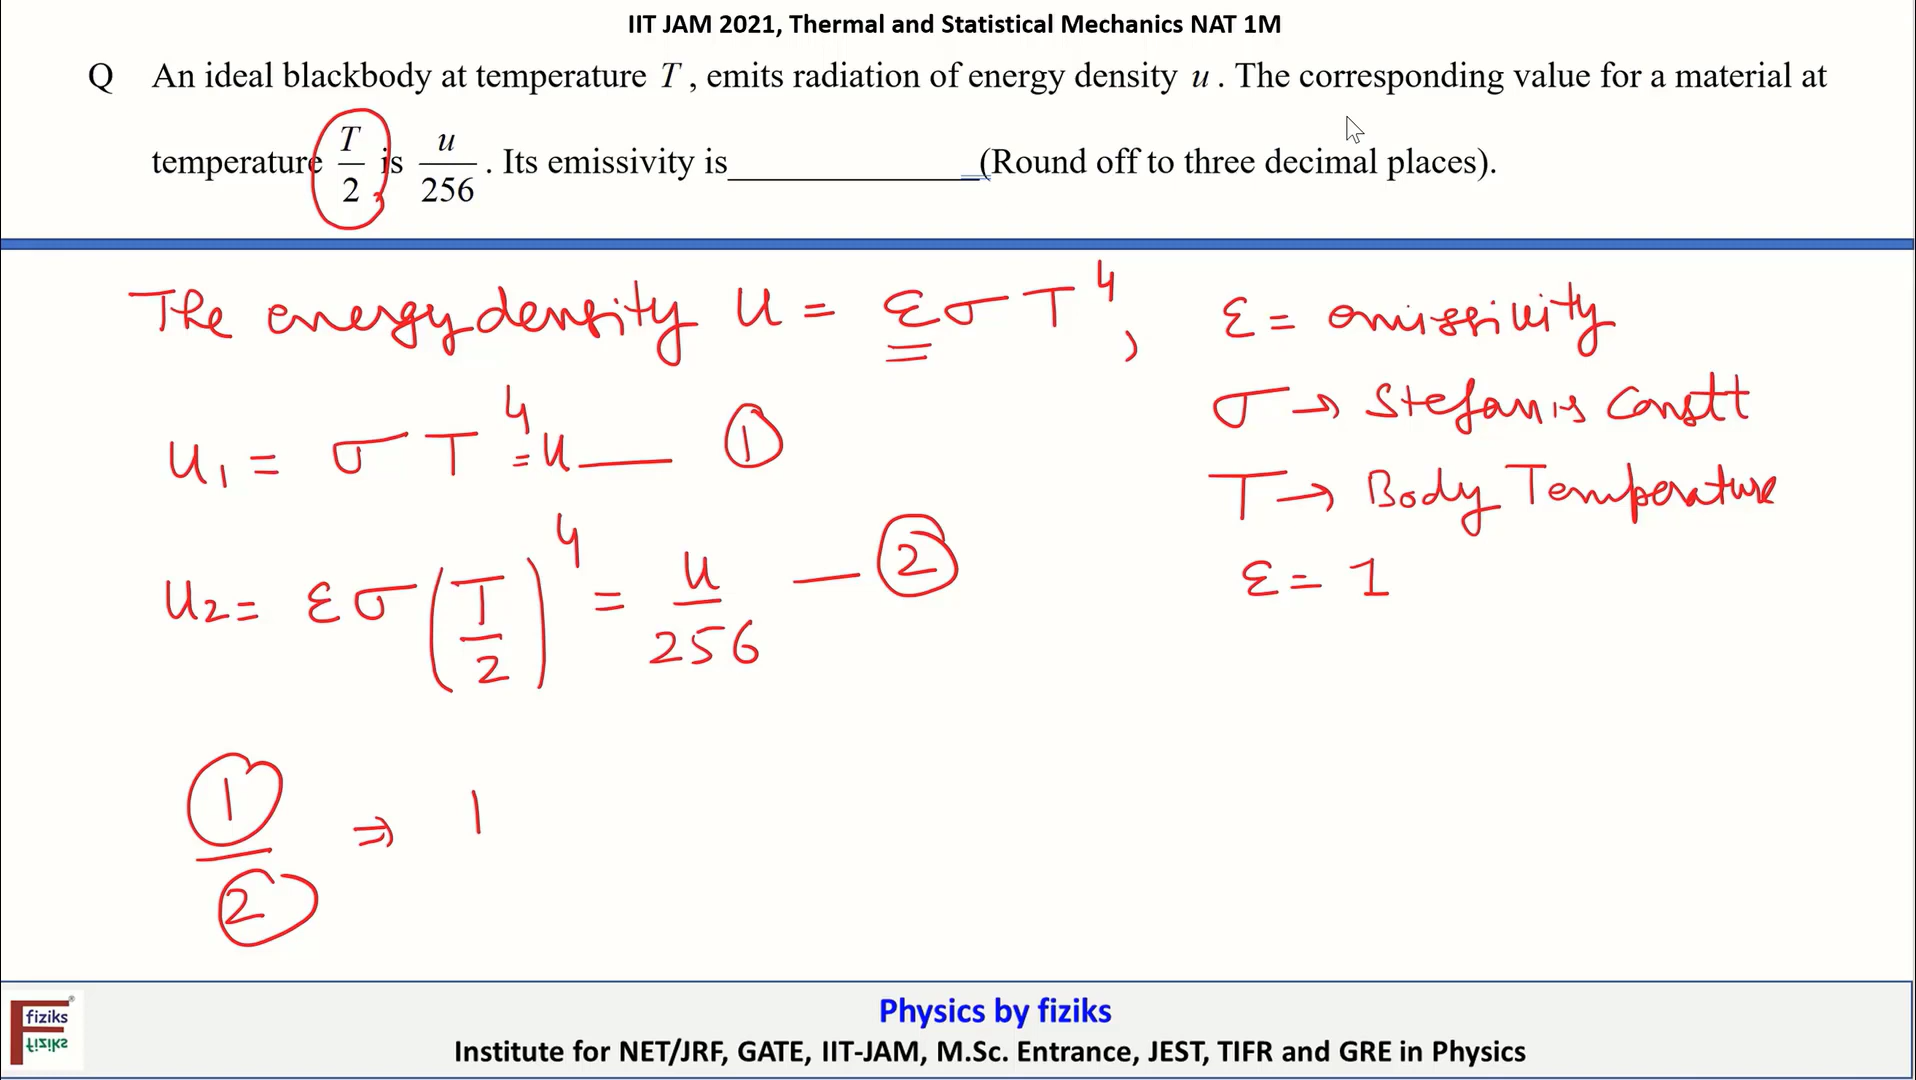 IIT JAM 2021, Thermal and Statistical Mechanics NAT 1M
Q An ideal blackbody at temperature T, emits radiation of energy density u. The corresponding value for a material at
temperature T/2 is u/256. Its emissivity is______________(Round off to three decimal places).
The energy density u = εσT⁴, ε = emissivity
σ → Stefan's Constt
u₁ = σT⁴ = u — ①
T → Body Temperature
u₂ = εσ(T/2)⁴ = u/256 — ②
ε = 1
①/② ⇒ 1
fiziks
fiziks
Physics by fiziks
Institute for NET/JRF, GATE, IIT-JAM, M.Sc. Entrance, JEST, TIFR and GRE in Physics